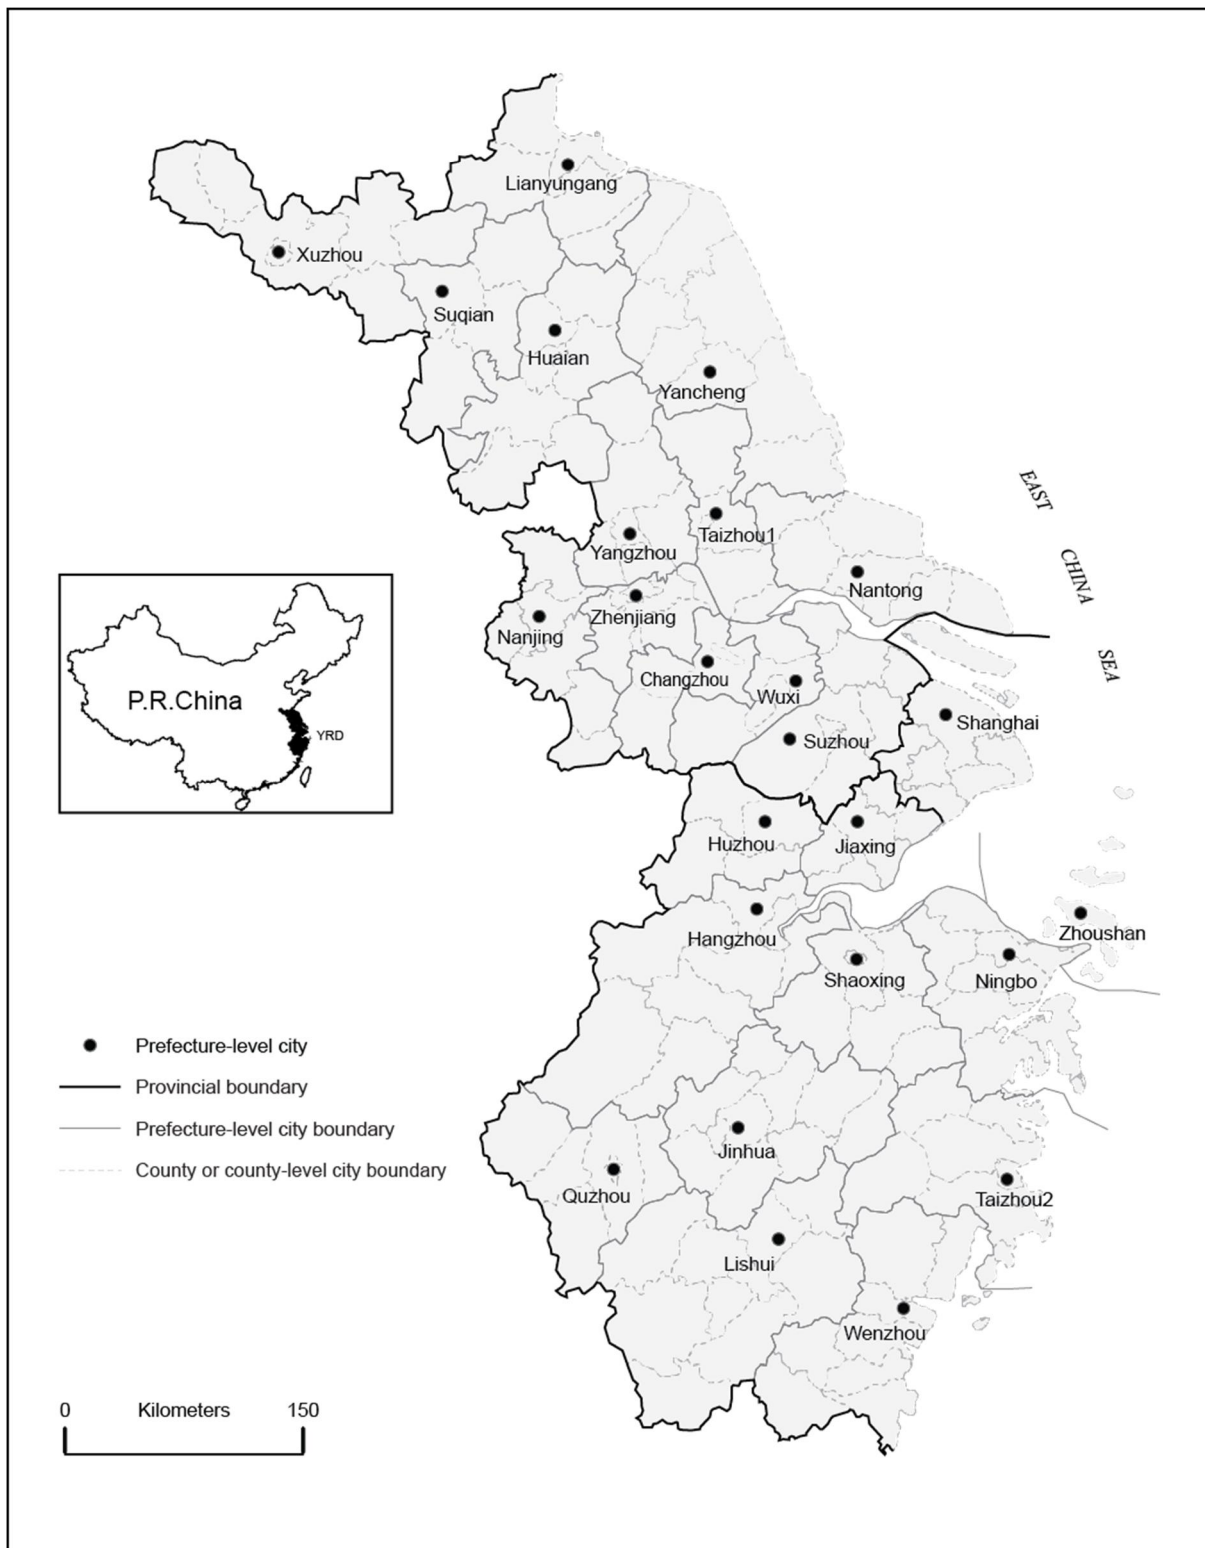 Lianyungang
Xuzhou
Suqian
Huaian
Yancheng
EAST
CHINA
SEA
Taizhou1
Yangzhou
Nantong
Zhenjiang
Nanjing
Changzhou
Wuxi
Shanghai
Suzhou
P.R.China
YRD
Huzhou
Jiaxing
Hangzhou
Zhoushan
Shaoxing
Ningbo
Prefecture-level city
Provincial boundary
Prefecture-level city boundary
County or county-level city boundary
Jinhua
Quzhou
Taizhou2
Lishui
Wenzhou
0 Kilometers 150